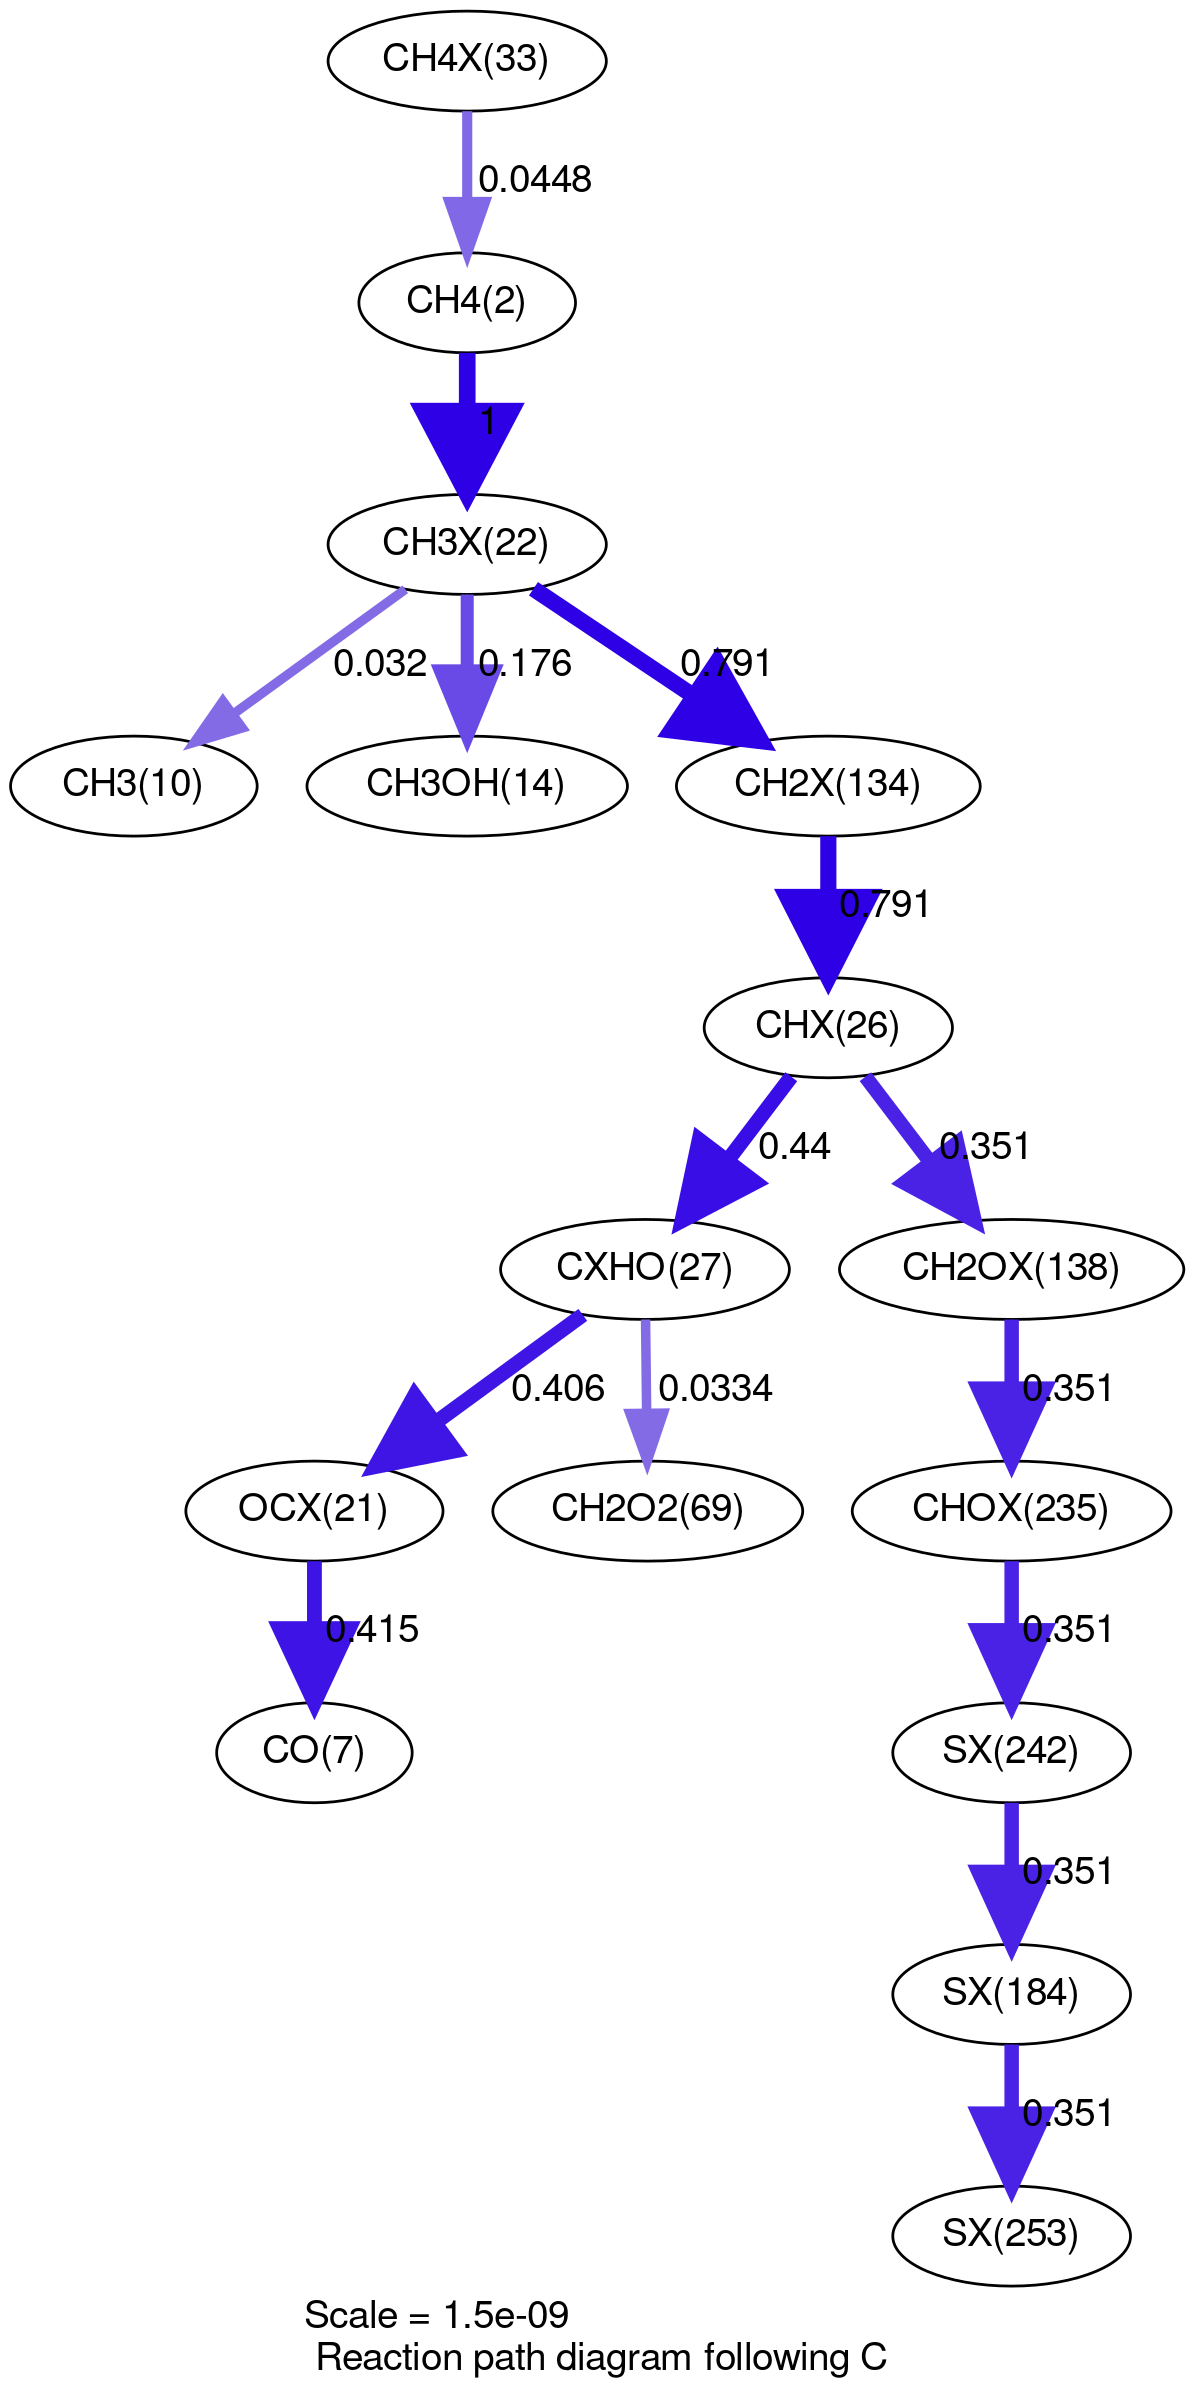 CH4X(33)
0.0448
CH4(2)
1
CH3X(22)
0.032
0.176
0.791
CH3(10)
CH3OH(14)
CH2X(134)
0.791
CHX(26)
0.44
0.351
CXHO(27)
CH2OX(138)
0.406
0.0334
0.351
OCX(21)
CH2O2(69)
CHOX(235)
0.415
0.351
CO(7)
SX(242)
0.351
SX(184)
0.351
SX(253)
Scale = 1.5e-09
Reaction path diagram following C